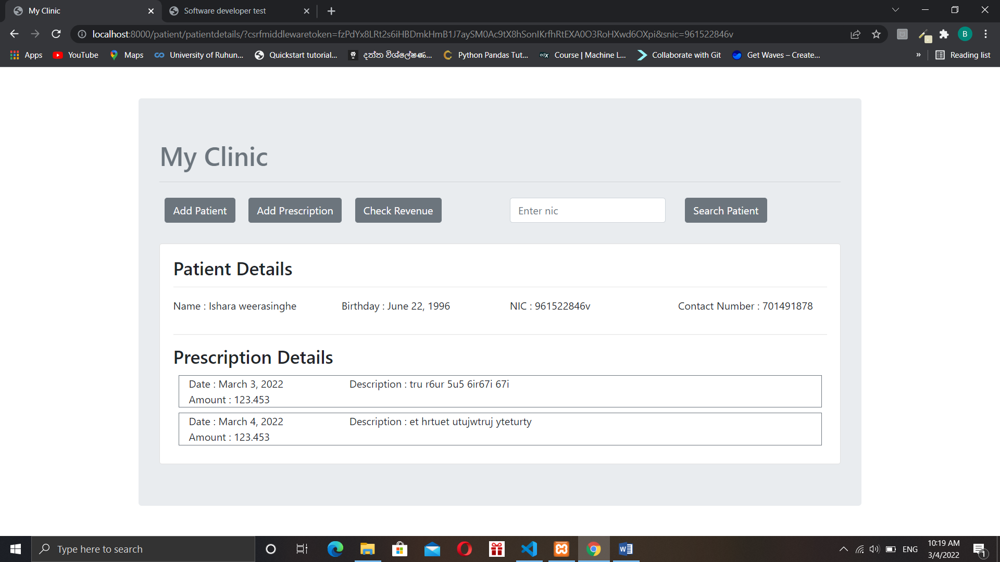 My Clinic
Software developer test
localhost:8000/patient/patientdetails/?csrfmiddlewaretoken=fzPdYx8LRt2s6iHBDmkHmB1J7aySM0Ac9tX8hSonIKrfhRtEXA0O3RoHXwd6OXpi&snic=961522846v
B
Apps YouTube Maps University of Ruhun... Quickstart tutorial... දත්ත විශ්ලේෂණ... Python Pandas Tut... edx Course | Machine L... Collaborate with Git Get Waves – Create... » Reading list
My Clinic
Add Patient Add Prescription Check Revenue Enter nic Search Patient
Patient Details
Name : Ishara weerasinghe Birthday : June 22, 1996 NIC : 961522846v Contact Number : 701491878
Prescription Details
Date : March 3, 2022 Description : tru r6ur 5u5 6ir67i 67i
Amount : 123.453
Date : March 4, 2022 Description : et hrtuet utujwtruj yteturty
Amount : 123.453
Type here to search
ENG
10:19 AM
3/4/2022
1